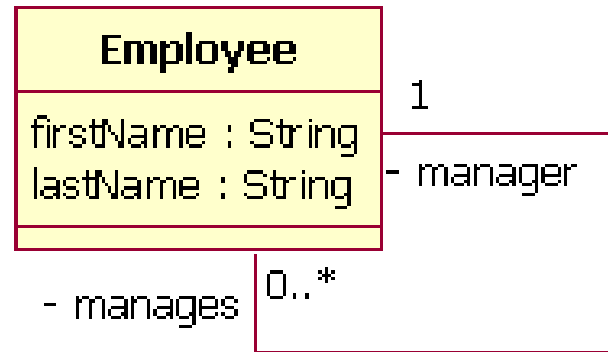 Employee
firstName : String
lastName : String
1
- manager
0..*
- manages